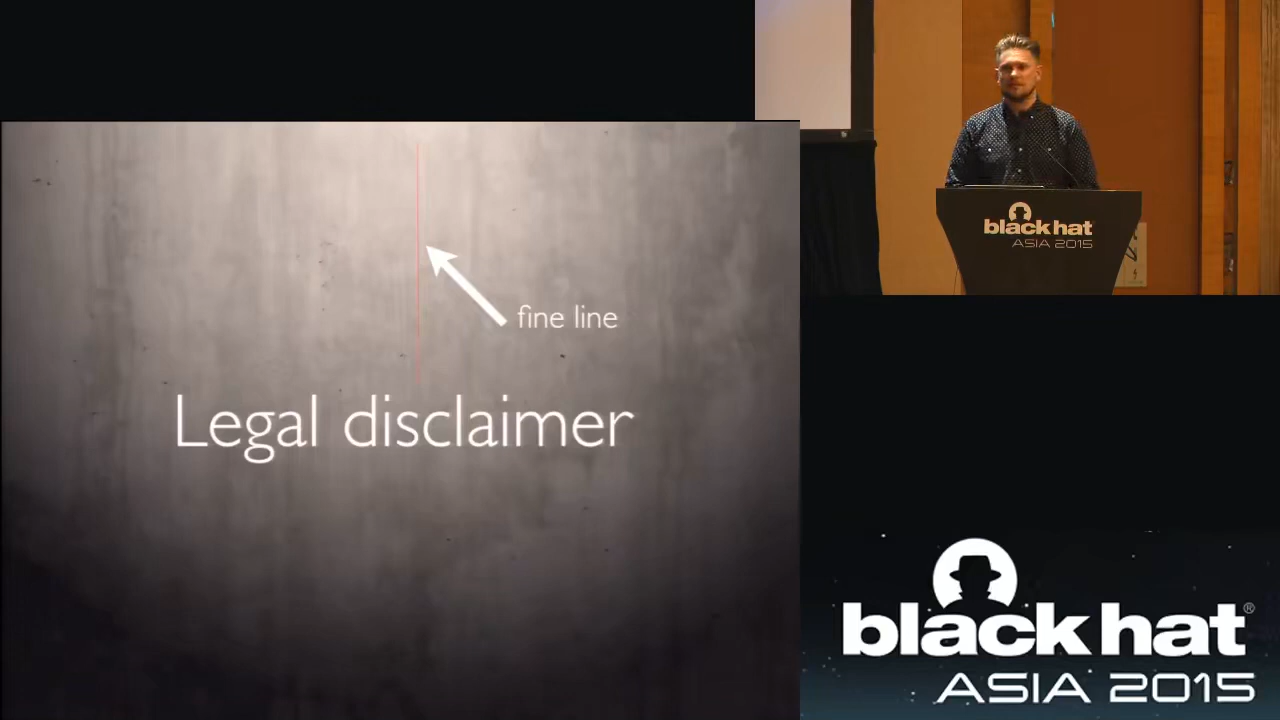 fine line
Legal disclaimer
black hat
ASIA 2015
black hat®
ASIA 2015